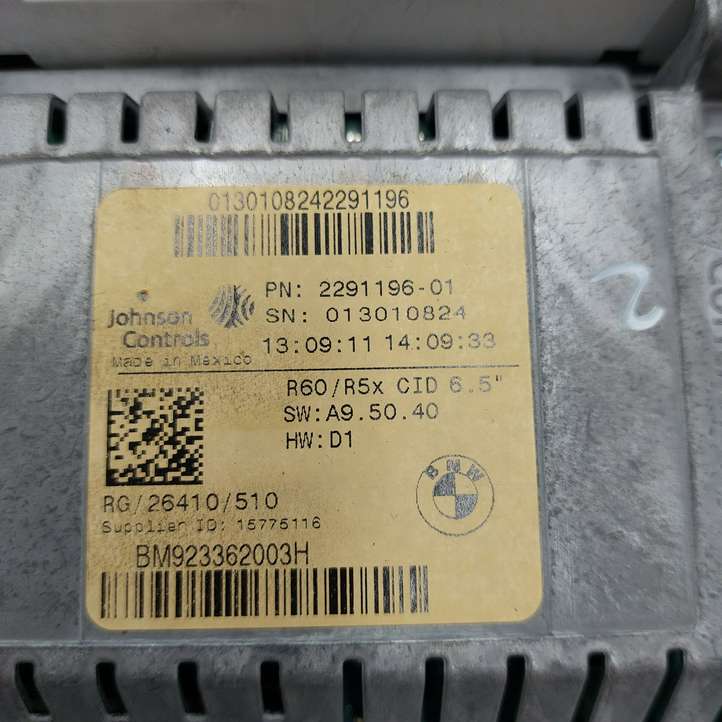 0130108242291196
PN: 2291196-01
SN: 013010824
13:09:11 14:09:33
Johnson
Controls
Made in Mexico
R60/R5x CID 6.5"
SW:A9.50.40
HW:D1
BMW
RG/26410/510
Supplier ID: 15775116
BM923362003H
2